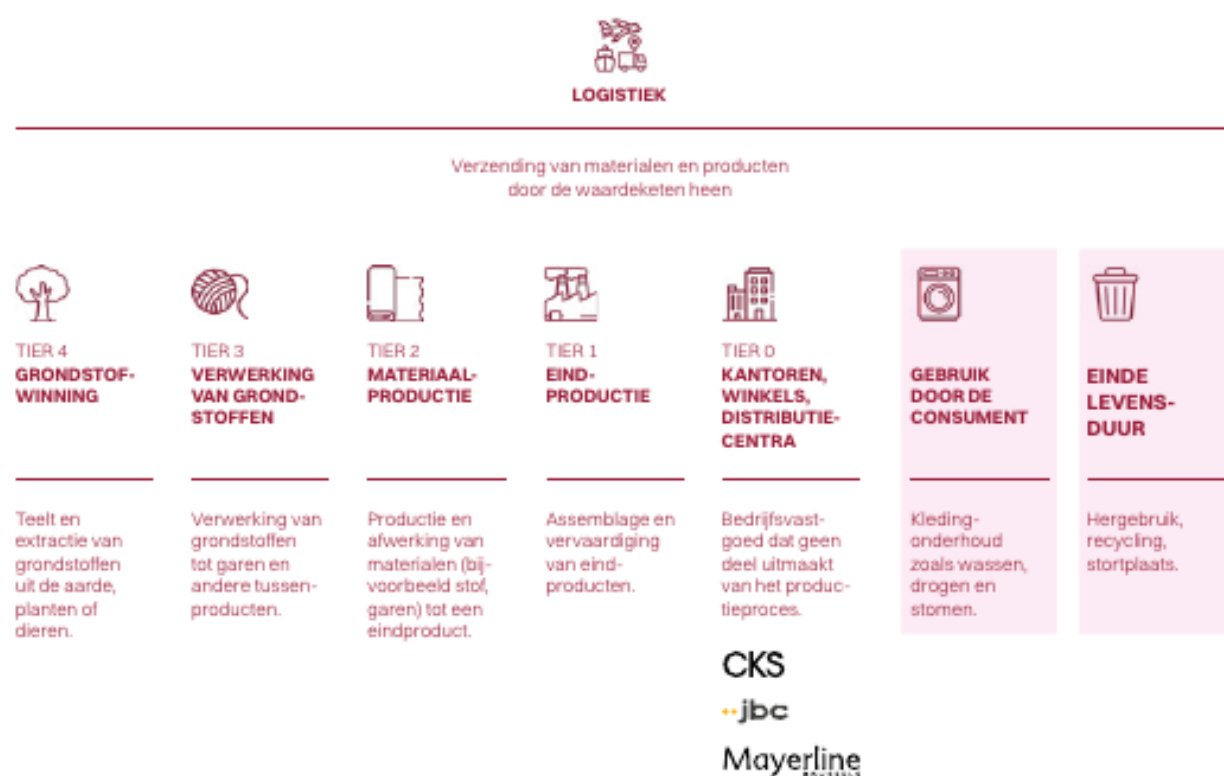 LOGISTIEK
Verzending van materialen en producten
door de waardeketen heen
TIER 4
GRONDSTOF-
WINNING
Teelt en
extractie van
grondstoffen
uit de aarde,
planten of
dieren.
TIER 3
VERWERKING
VAN GROND-
STOFFEN
Verwerking van
grondstoffen
tot garen en
andere tussen-
producten.
TIER 2
MATERIAAL-
PRODUCTIE
Productie en
afwerking van
materialen (bij-
voorbeeld stof,
garen) tot een
eindproduct.
TIER 1
EIND-
PRODUCTIE
Assemblage en
vervaardiging
van eind-
producten.
TIER 0
KANTOREN,
WINKELS,
DISTRIBUTIE-
CENTRA
Bedrijfsvast-
goed dat geen
deel uitmaakt
van het produc-
tieproces.
CKS
jbc
Mayerline
GEBRUIK
DOOR DE
CONSUMENT
Kleding-
onderhoud
zoals wassen,
drogen en
stomen.
EINDE
LEVENS-
DUUR
Hergebruik,
recycling,
stortplaats.